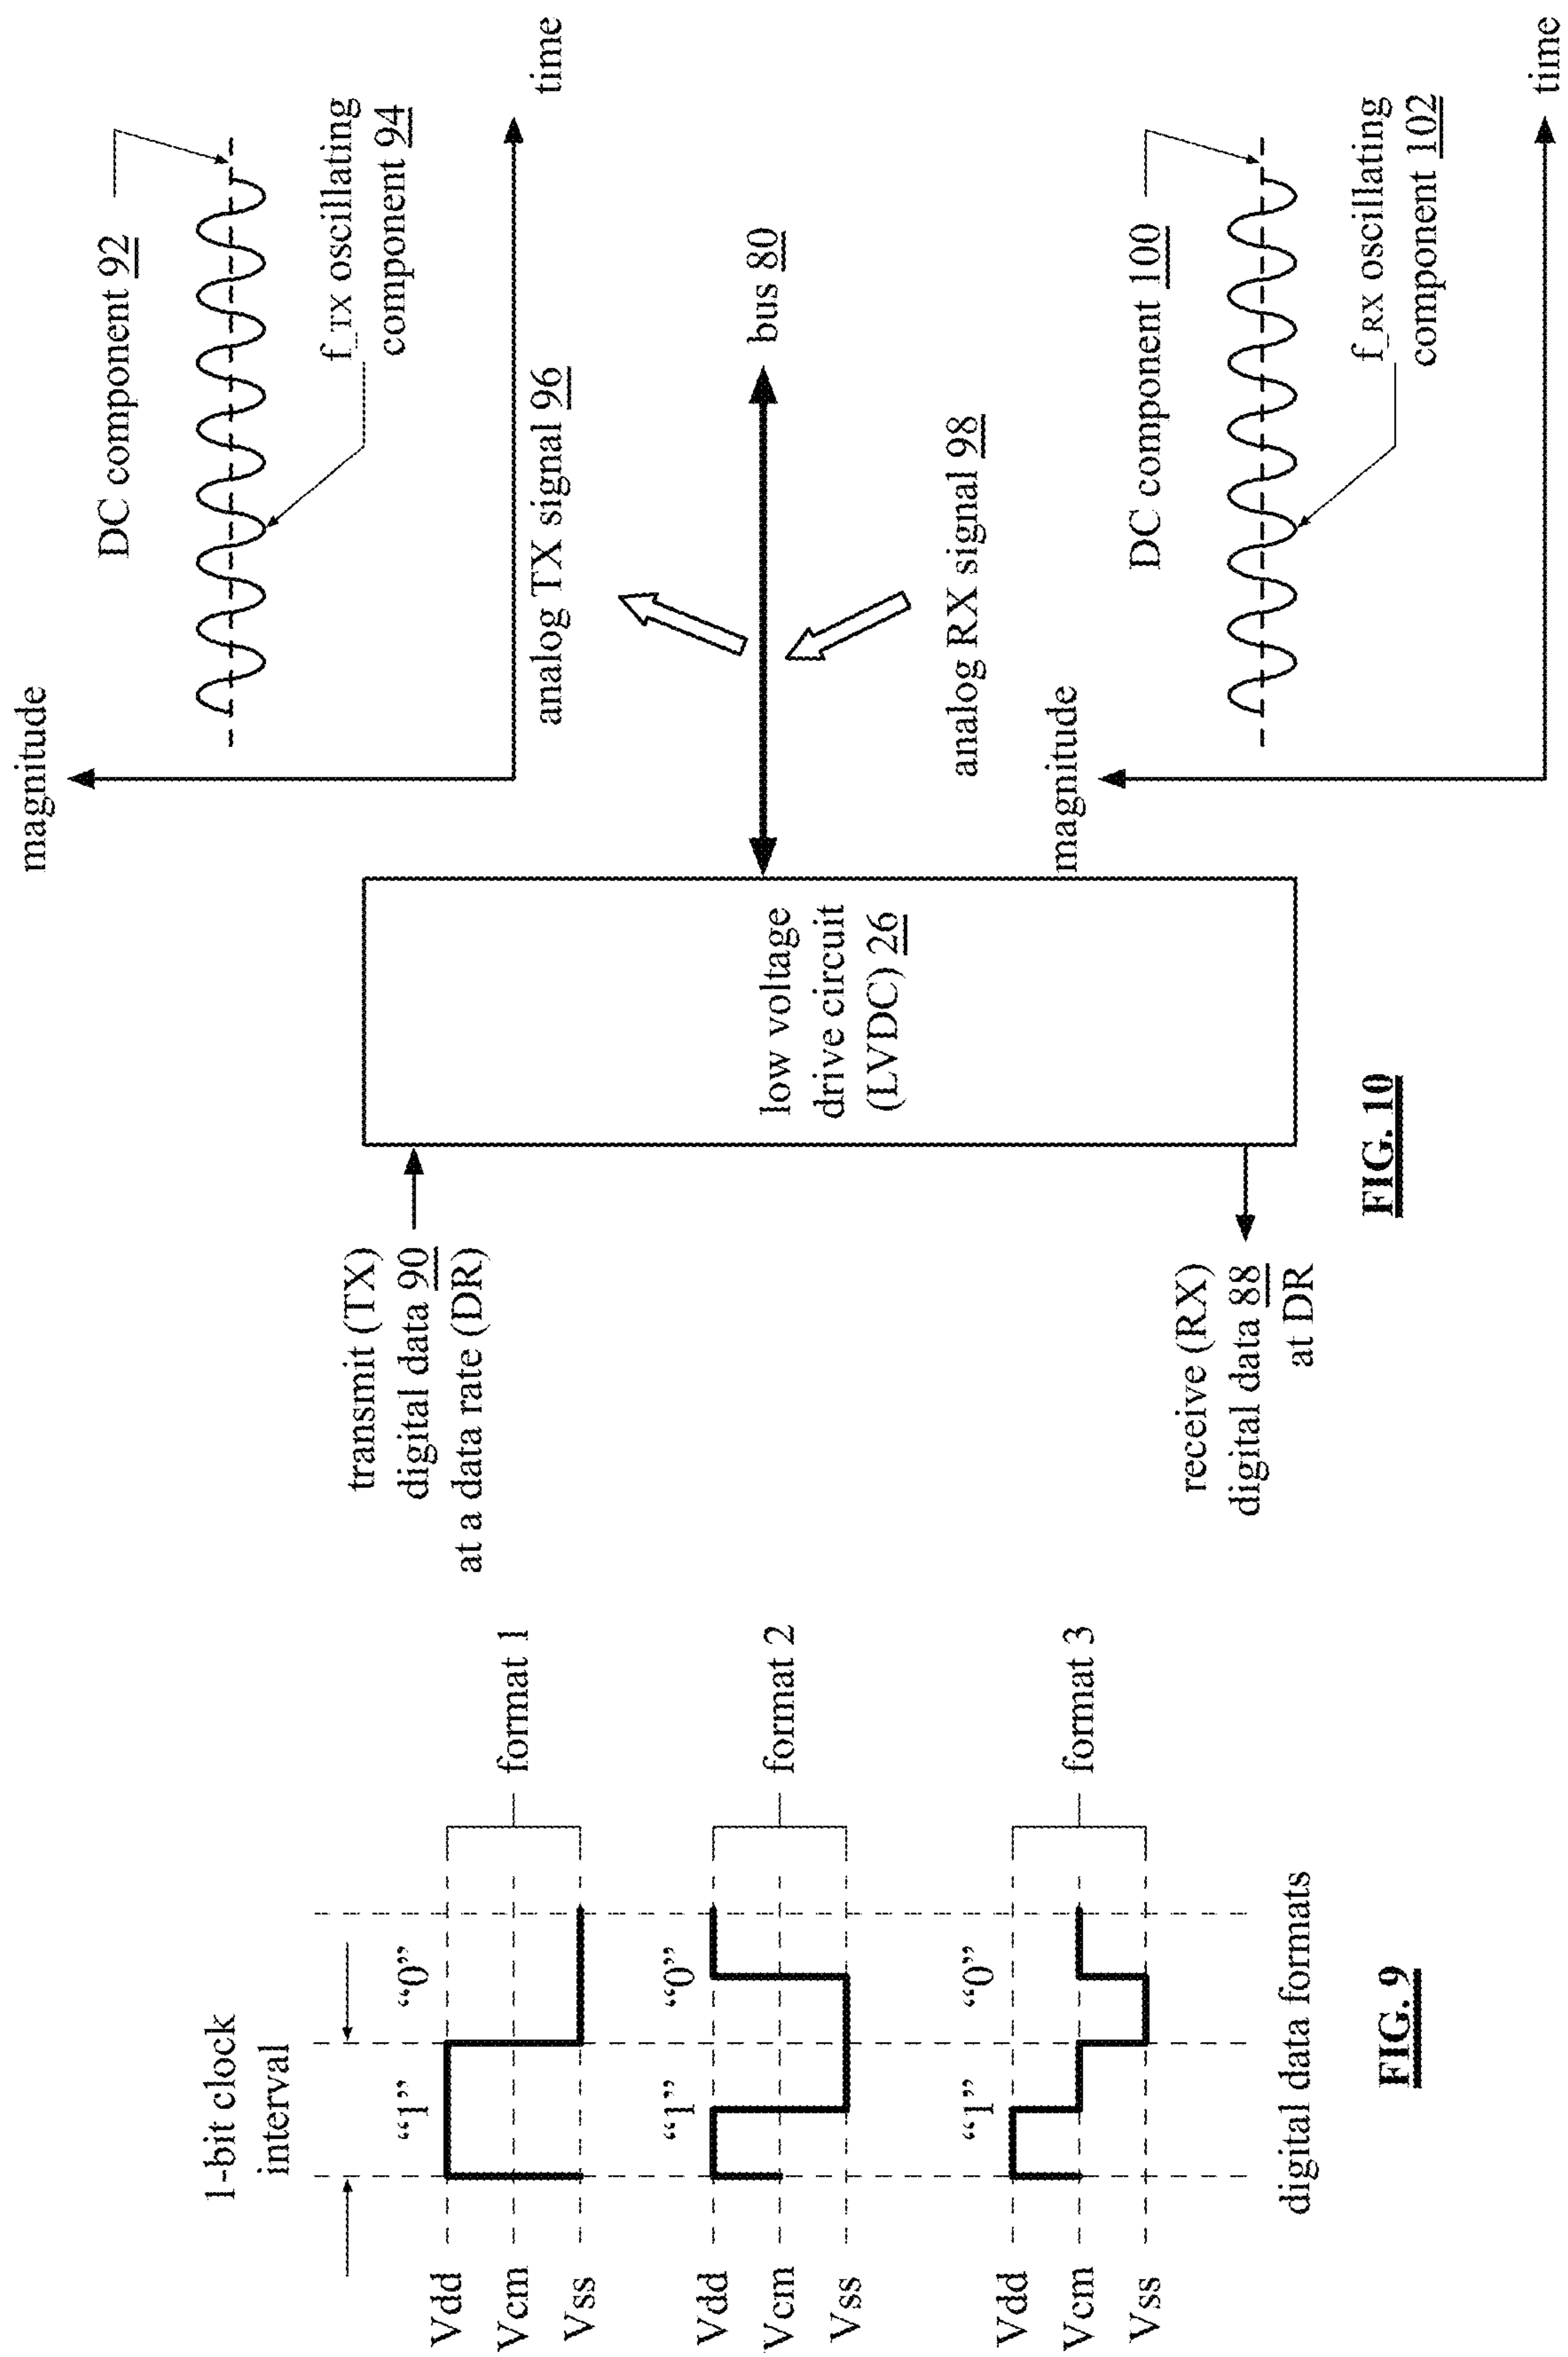 1-bit clock
interval
Vdd
Vcm
Vss
“1”
“0”
format 1
Vdd
Vcm
Vss
“1”
“0”
format 2
Vdd
Vcm
Vss
“1”
“0”
format 3
digital data formats
FIG. 9
transmit (TX)
digital data 90
at a data rate (DR)
receive (RX)
digital data 88
at DR
low voltage
drive circuit
(LVDC) 26
magnitude
DC component 92
f_TX oscillating
component 94
time
analog TX signal 96
bus 80
analog RX signal 98
magnitude
DC component 100
f_RX oscillating
component 102
time
FIG. 10